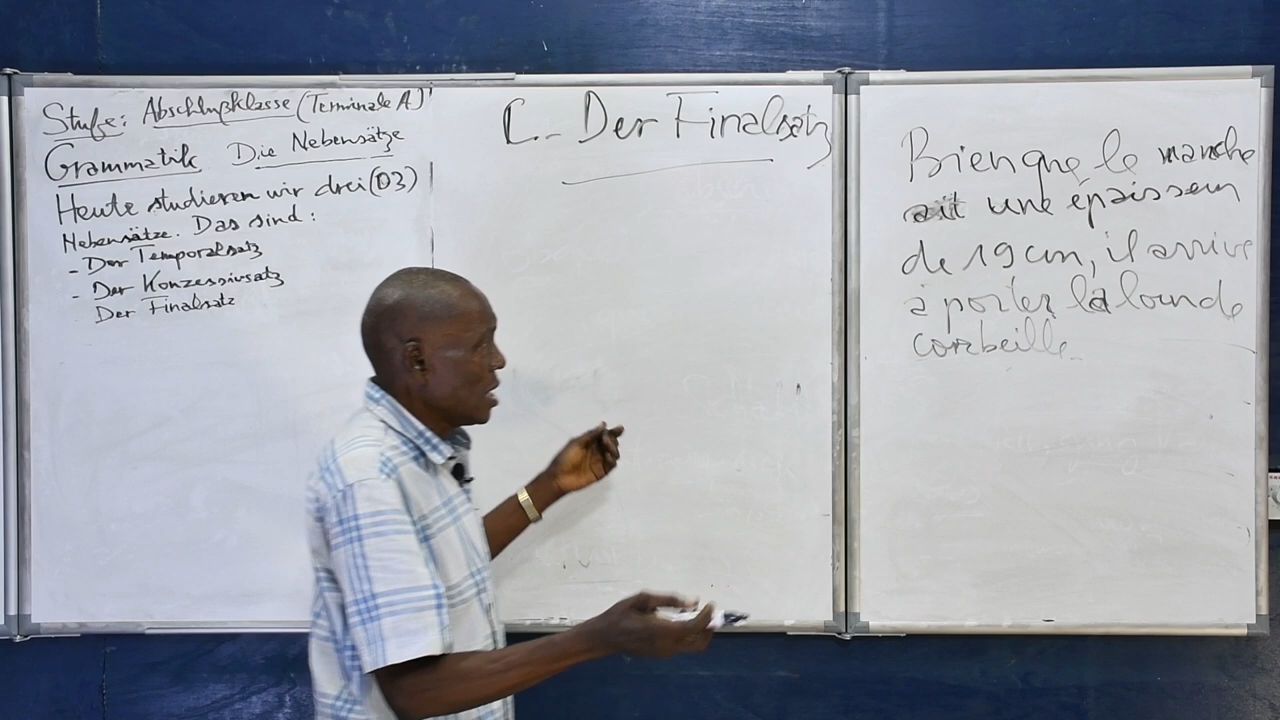 Stufe: Abschlußklasse (Terminale A)
Grammatik Die Nebensätze
Heute studieren wir drei (03)
Nebensätze. Das sind:
- Der Temporalsatz
- Der Konzessivsatz
Der Finalsatz
C. Der Finalsatz
Bien que le manche
ait une épaisseur
de 19 cm, il arrive
à porter la lourde
corbeille.